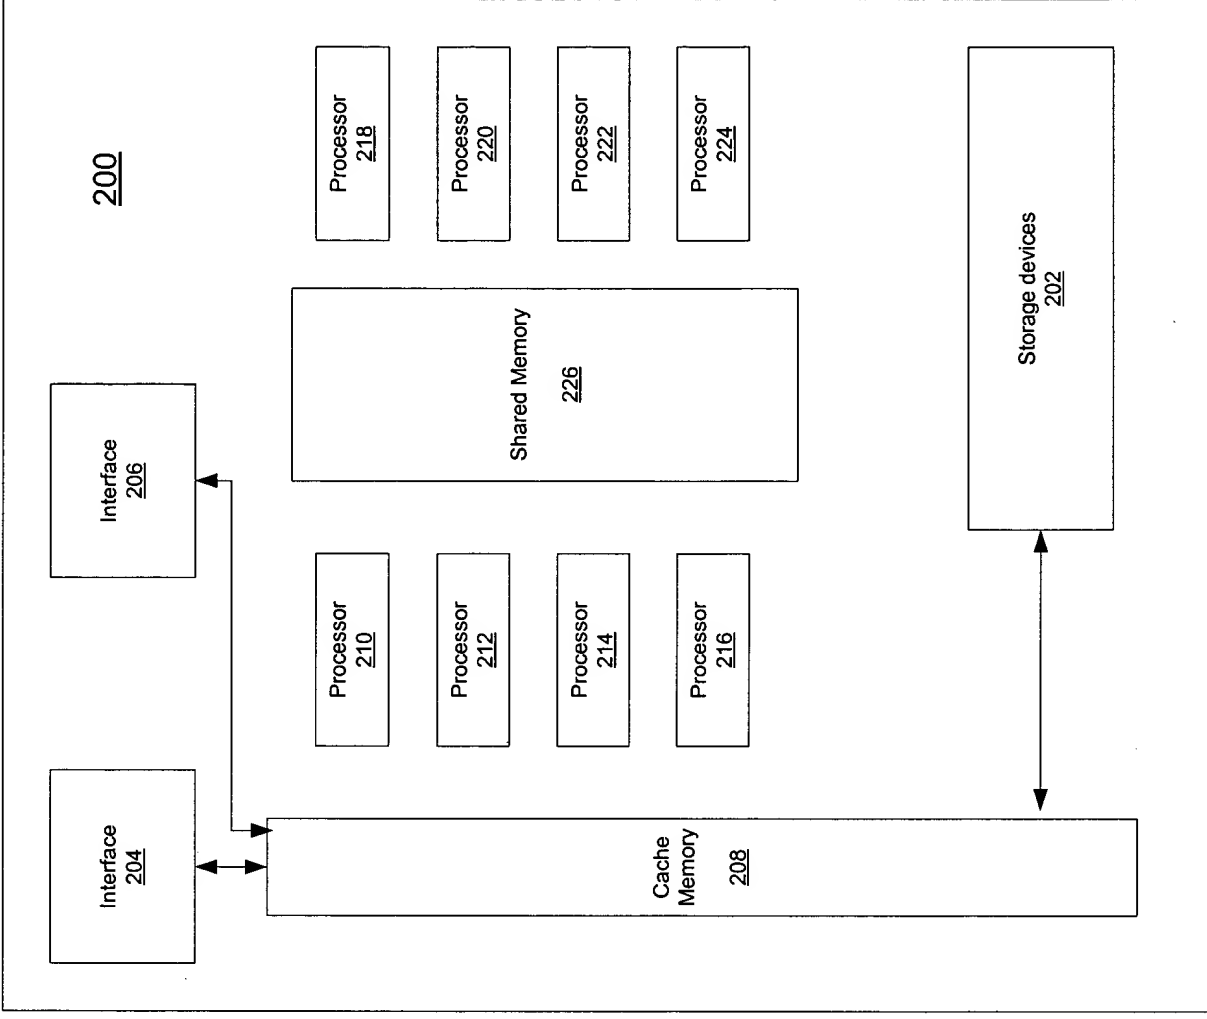 200
Interface
204
Interface
206
Cache
Memory
208
Processor
210
Processor
212
Processor
214
Processor
216
Shared Memory
226
Processor
218
Processor
220
Processor
222
Processor
224
Storage devices
202